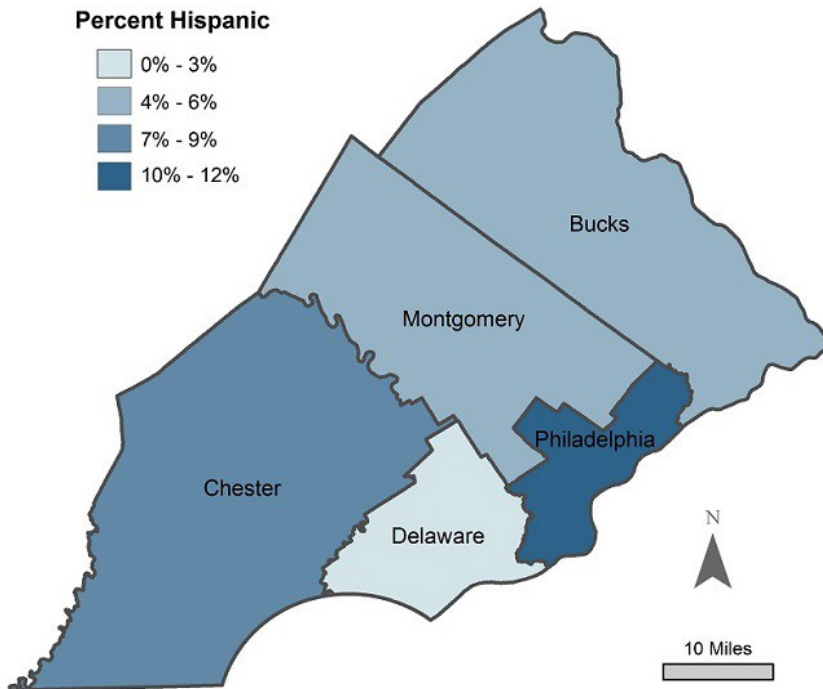 Percent Hispanic
0% - 3%
4% - 6%
7% - 9%
10% - 12%
Bucks
Montgomery
Philadelphia
Chester
Delaware
N
10 Miles